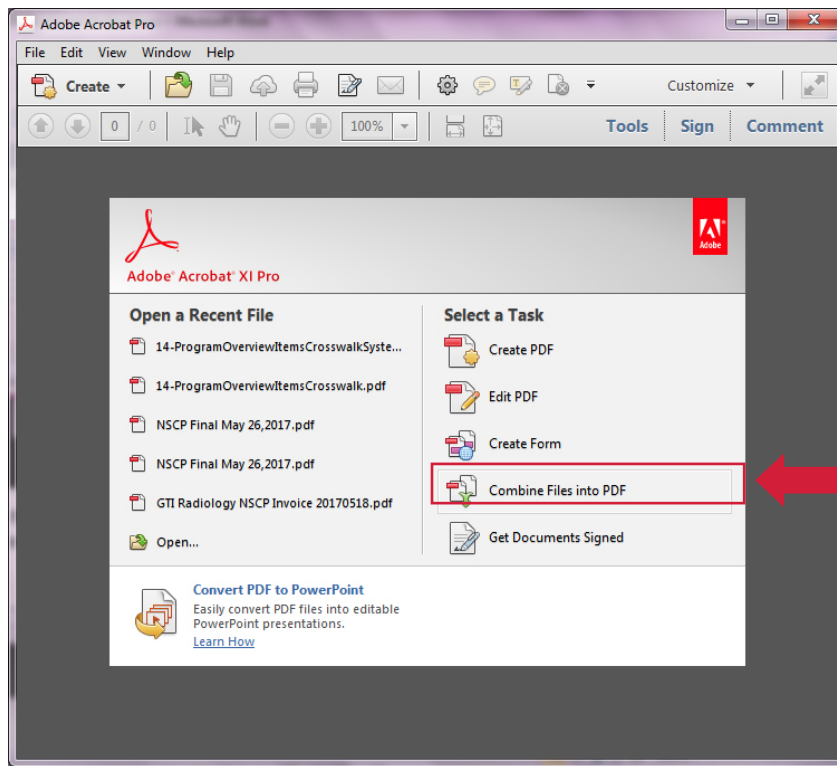 Adobe Acrobat Pro
File Edit View Window Help
Create Customize
0 / 0 100% Tools Sign Comment
Adobe
Adobe® Acrobat® XI Pro
Open a Recent File
14-ProgramOverviewItemsCrosswalkSyste...
14-ProgramOverviewItemsCrosswalk.pdf
NSCP Final May 26,2017.pdf
NSCP Final May 26,2017.pdf
GTI Radiology NSCP Invoice 20170518.pdf
Open...
Select a Task
Create PDF
Edit PDF
Create Form
Combine Files into PDF
Get Documents Signed
Convert PDF to PowerPoint
Easily convert PDF files into editable
PowerPoint presentations.
Learn How